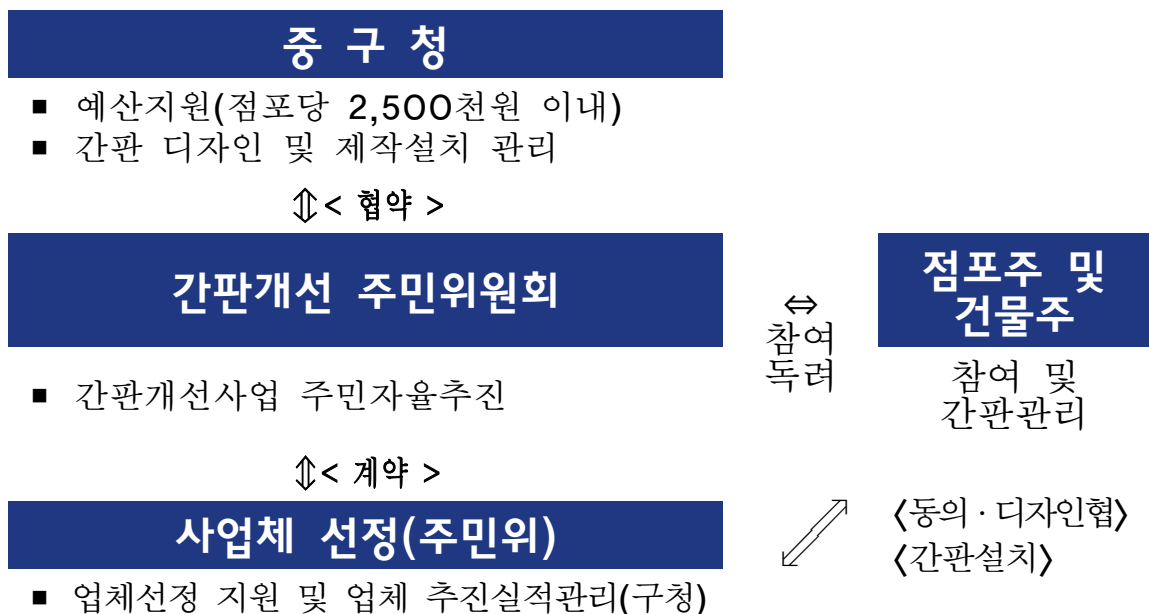 중 구 청
■ 예산지원(점포당 2,500천원 이내)
■ 간판 디자인 및 제작설치 관리
⇕< 협약 >
간판개선 주민위원회
■ 간판개선사업 주민자율추진
⇔
참여
독려
점포주 및
건물주
참여 및
간판관리
⇕< 계약 >
사업체 선정(주민위)
■ 업체선정 지원 및 업체 추진실적관리(구청)
〈동의·디자인협〉
〈간판설치〉